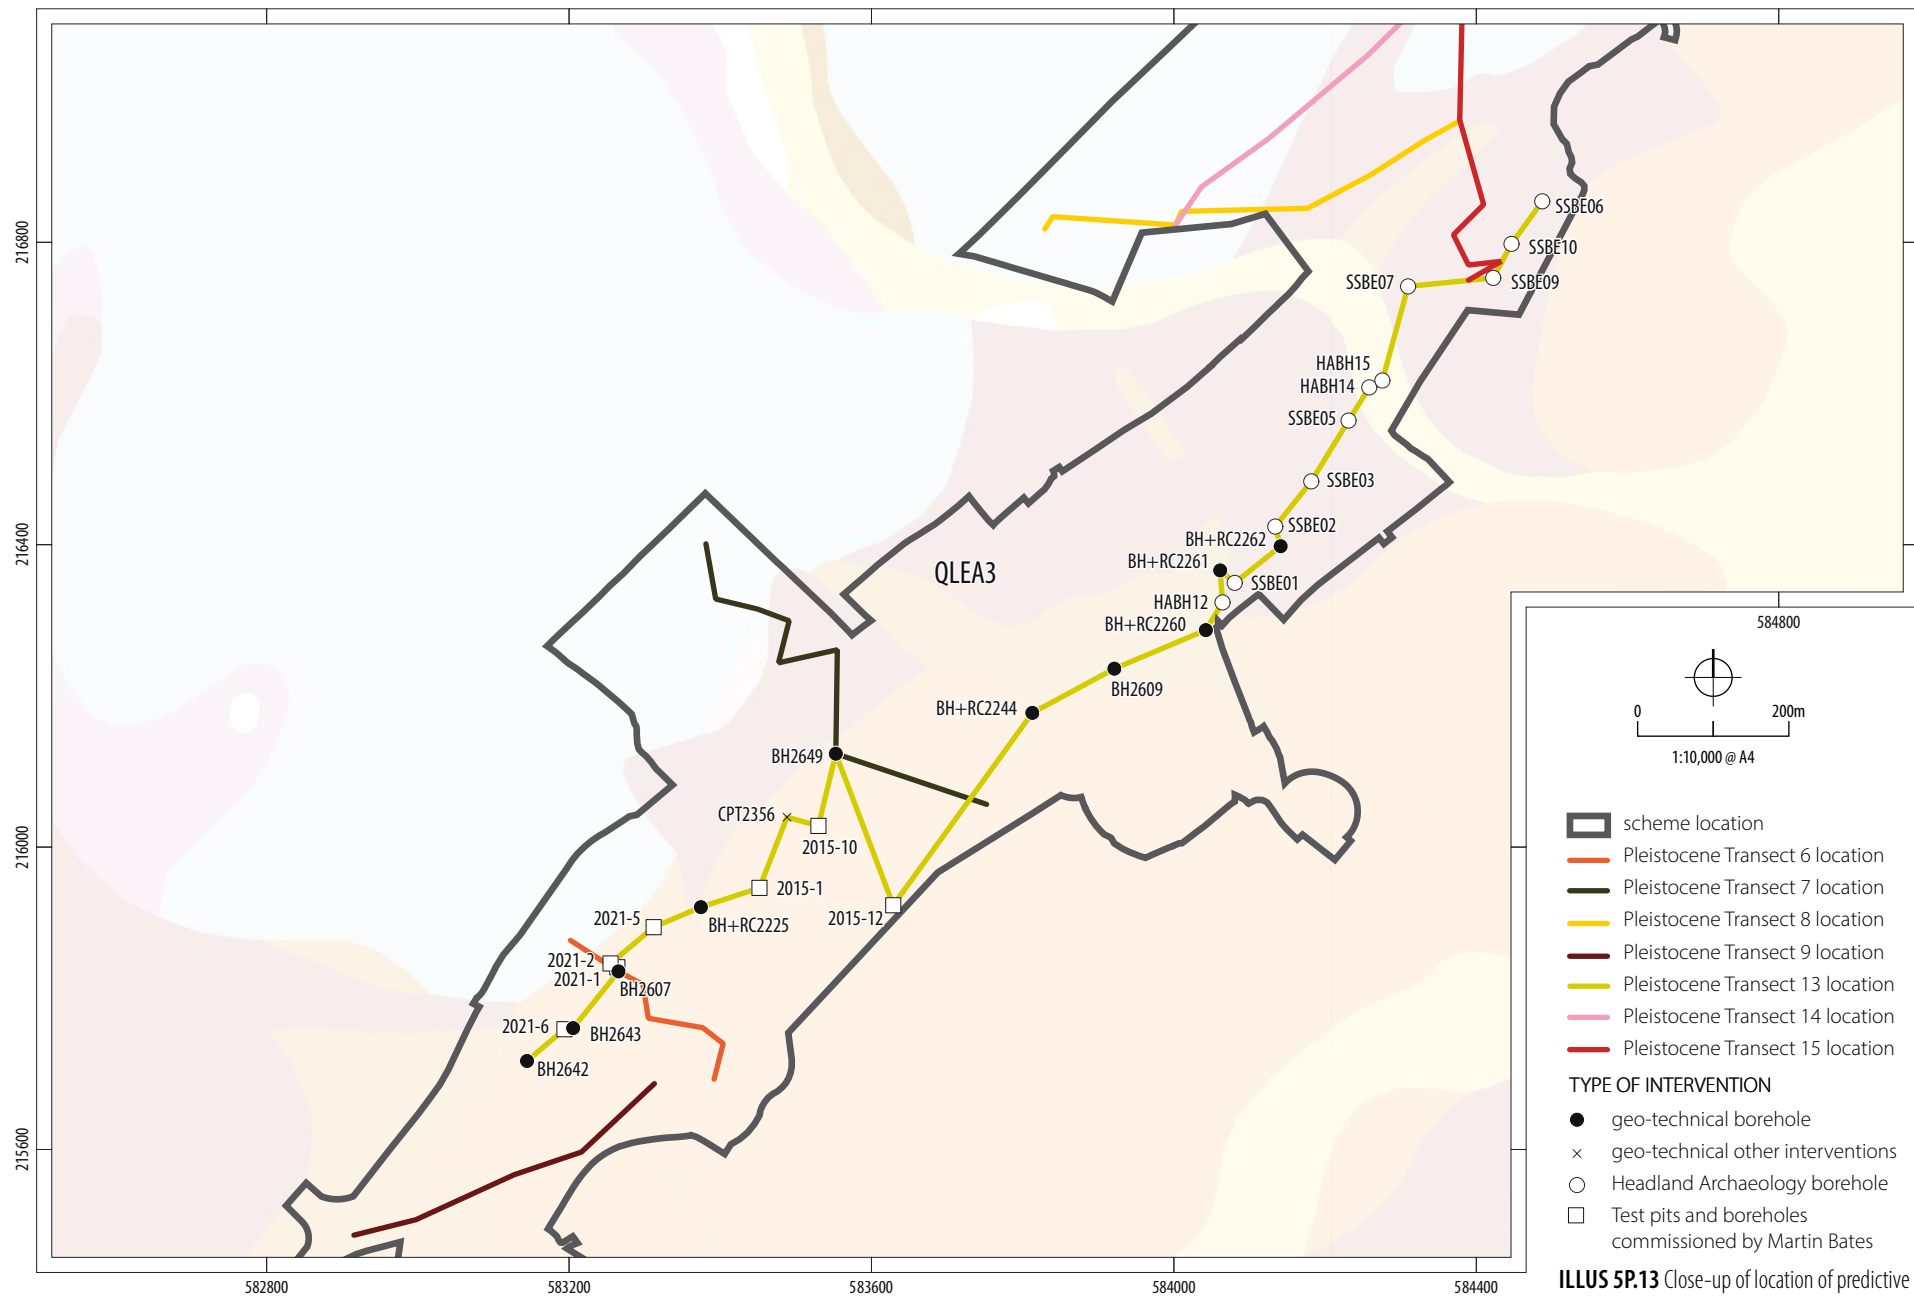 SSBE06
216800
SSBE10
SSBE07
SSBE09
HABH15
HABH14
SSBE05
SSBE03
SSBE02
216400
BH+RC2262
BH+RC2261
QLEA3
SSBE01
HABH12
BH+RC2260
BH2609
BH+RC2244
BH2649
CPT2356
216000
2015-10
2015-1
2021-5
2015-12
BH+RC2225
2021-2
2021-1
BH2607
2021-6
BH2643
BH2642
215600
582800
583200
583600
584000
584400
584800
0 200m
1:10,000 @ A4
scheme location
Pleistocene Transect 6 location
Pleistocene Transect 7 location
Pleistocene Transect 8 location
Pleistocene Transect 9 location
Pleistocene Transect 13 location
Pleistocene Transect 14 location
Pleistocene Transect 15 location
TYPE OF INTERVENTION
geo-technical borehole
geo-technical other interventions
Headland Archaeology borehole
Test pits and boreholes
commissioned by Martin Bates
ILLUS 5P.13 Close-up of location of predictive